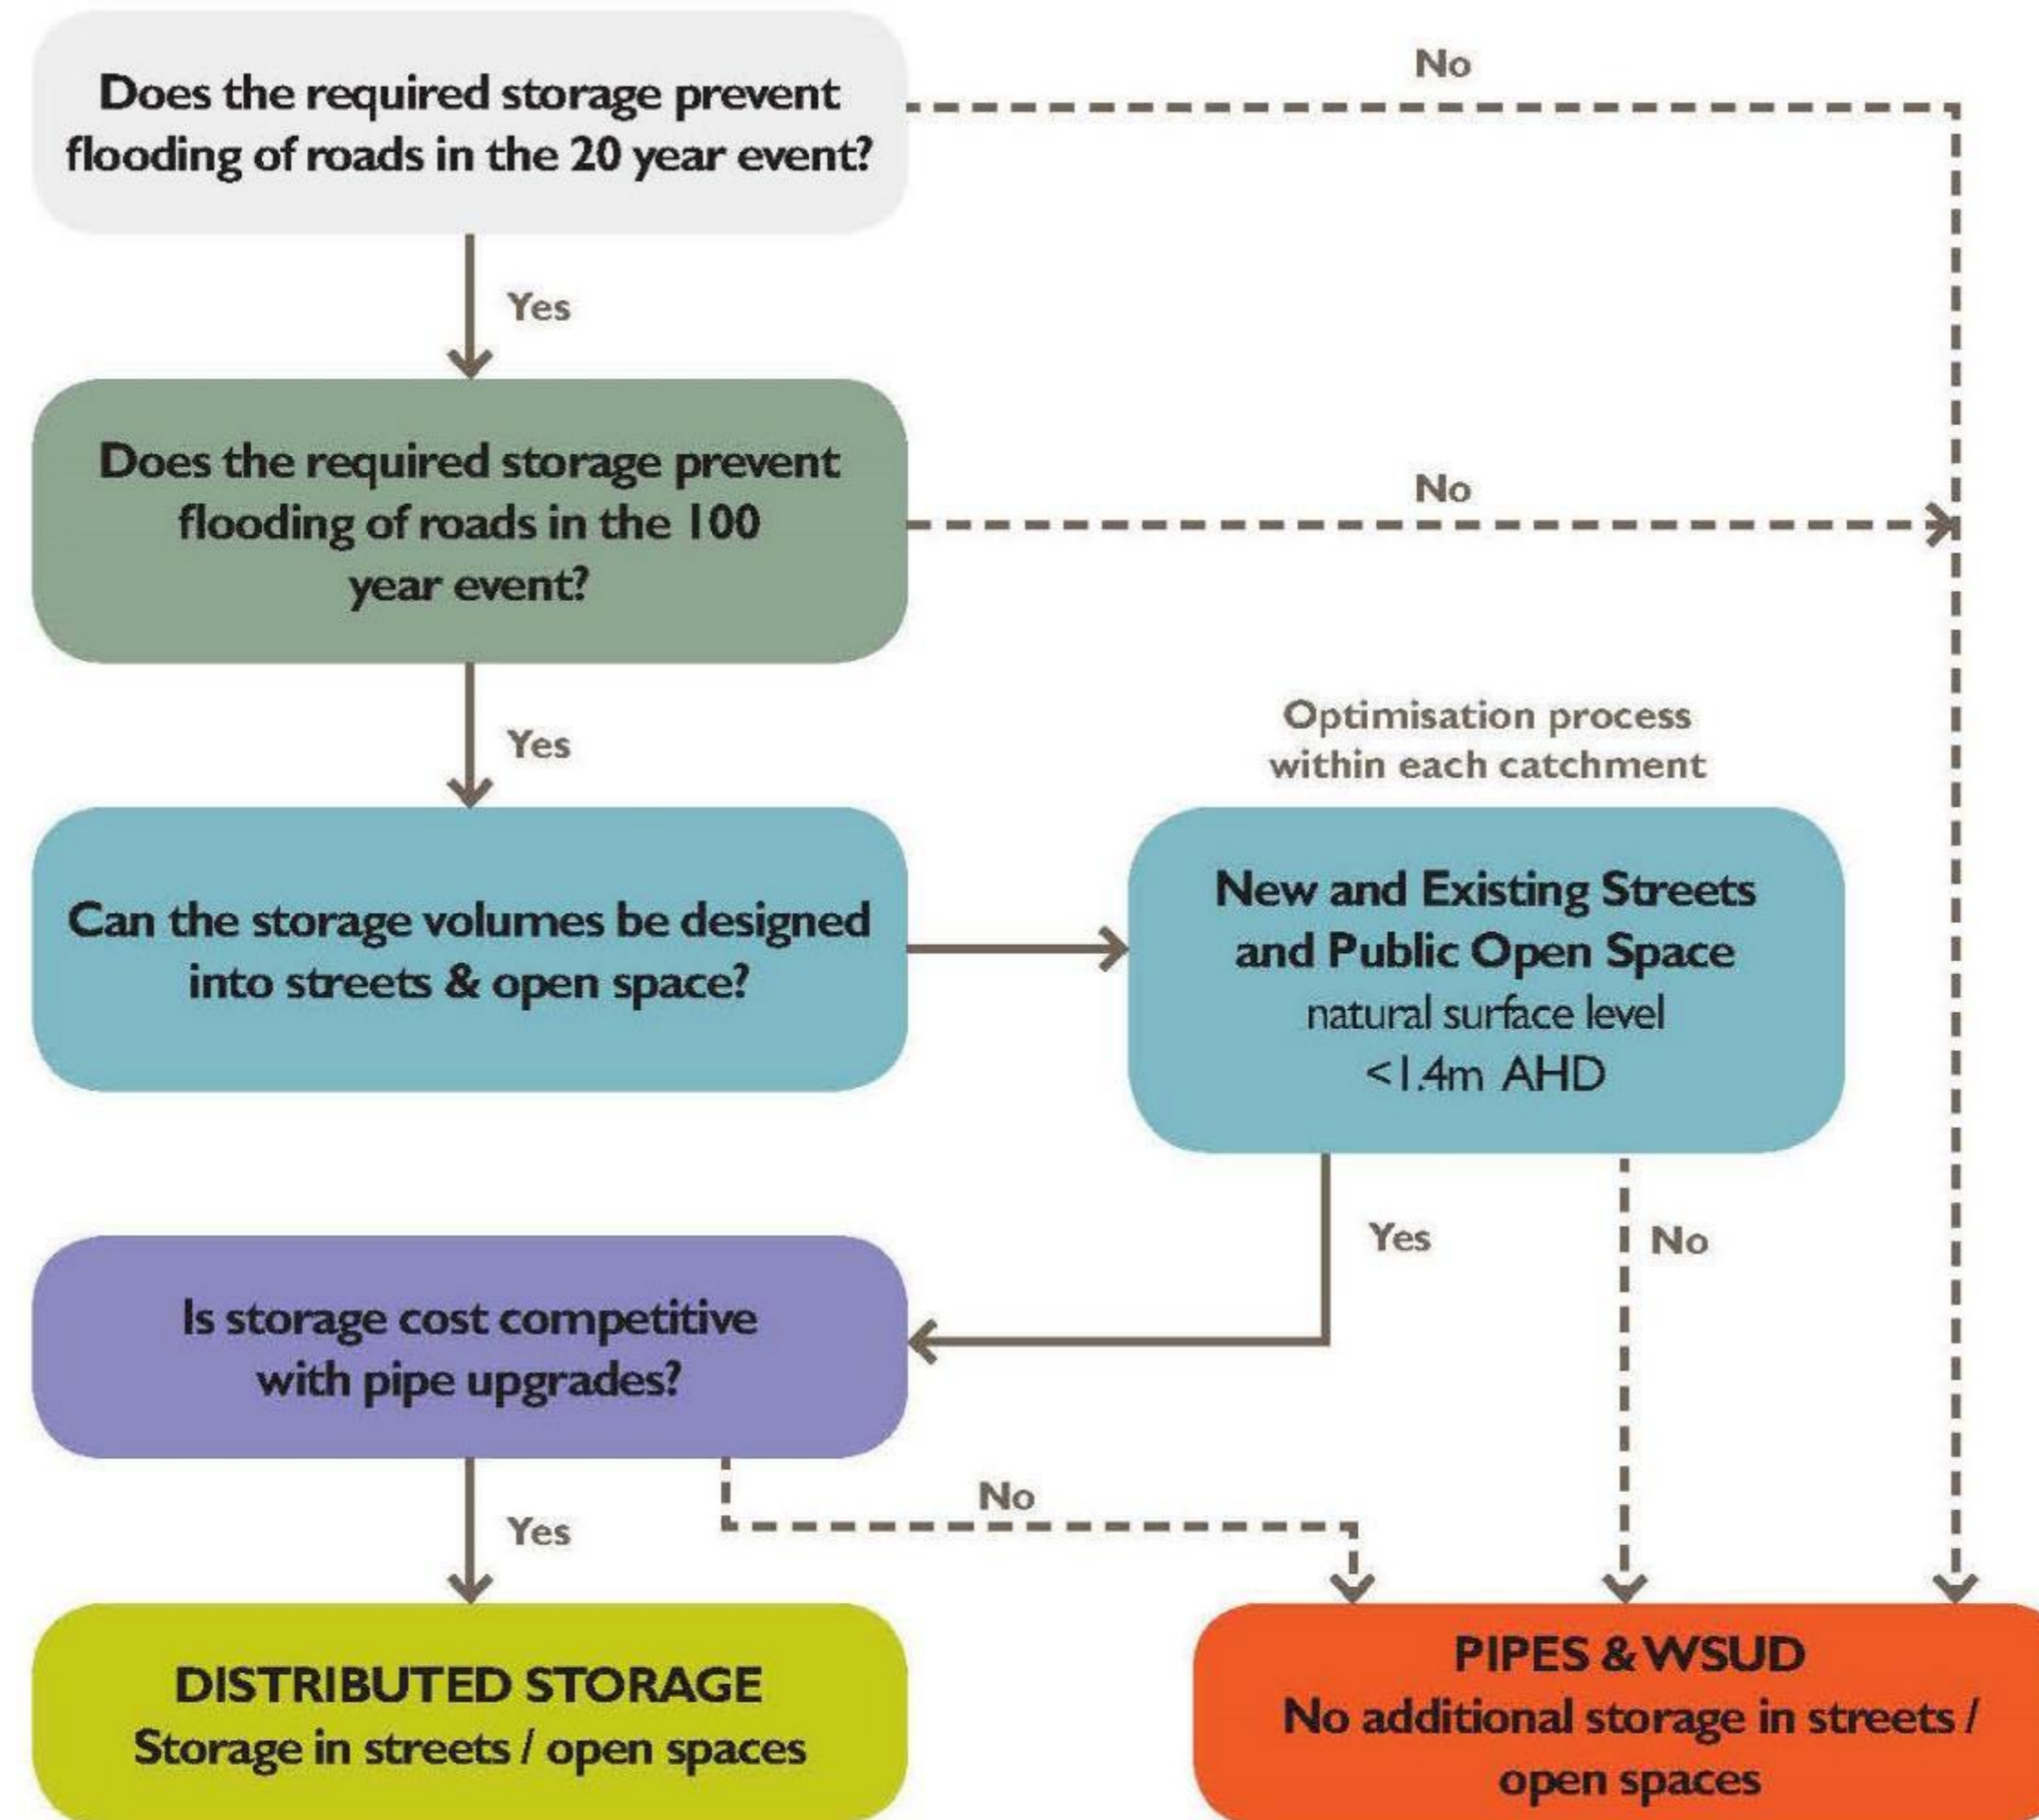 Does the required storage prevent
flooding of roads in the 20 year event?
No
Yes
Does the required storage prevent
flooding of roads in the 100
year event?
No
Yes
Optimisation process
within each catchment
Can the storage volumes be designed
into streets & open space?
New and Existing Streets
and Public Open Space
natural surface level
<1.4m AHD
Yes
No
Is storage cost competitive
with pipe upgrades?
No
Yes
DISTRIBUTED STORAGE
Storage in streets / open spaces
PIPES & WSUD
No additional storage in streets /
open spaces